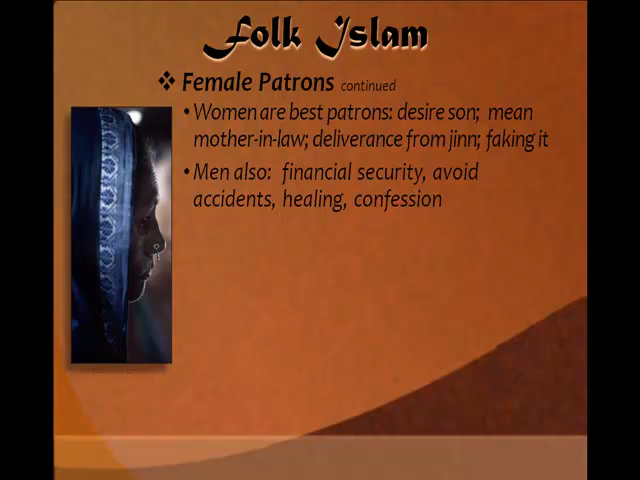 Folk Islam
❖ Female Patrons continued
• Women are best patrons: desire son; mean
mother-in-law; deliverance from jinn; faking it
• Men also: financial security, avoid
accidents, healing, confession